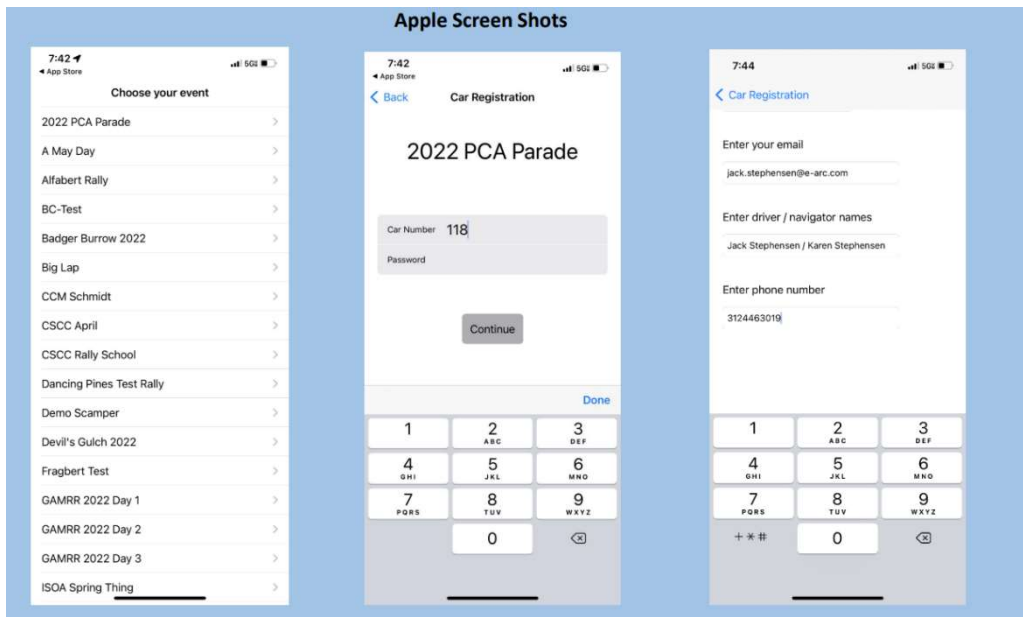 Apple Screen Shots
7:42
5G
App Store
Choose your event
2022 PCA Parade
A May Day
Alfabert Rally
BC-Test
Badger Burrow 2022
Big Lap
CCM Schmidt
CSCC April
CSCC Rally School
Dancing Pines Test Rally
Demo Scamper
Devil's Gulch 2022
Fragbert Test
GAMRR 2022 Day 1
GAMRR 2022 Day 2
GAMRR 2022 Day 3
ISOA Spring Thing
7:42
5G
App Store
Back Car Registration
2022 PCA Parade
Car Number 118
Password
Continue
Done
1 2 3
ABC DEF
4 5 6
GHI JKL MNO
7 8 9
PQRS TUV WXYZ
0
7:44
5G
Car Registration
Enter your email
jack.stephensen@e-arc.com
Enter driver / navigator names
Jack Stephensen / Karen Stephensen
Enter phone number
3124463019
1 2 3
ABC DEF
4 5 6
GHI JKL MNO
7 8 9
PQRS TUV WXYZ
+*# 0